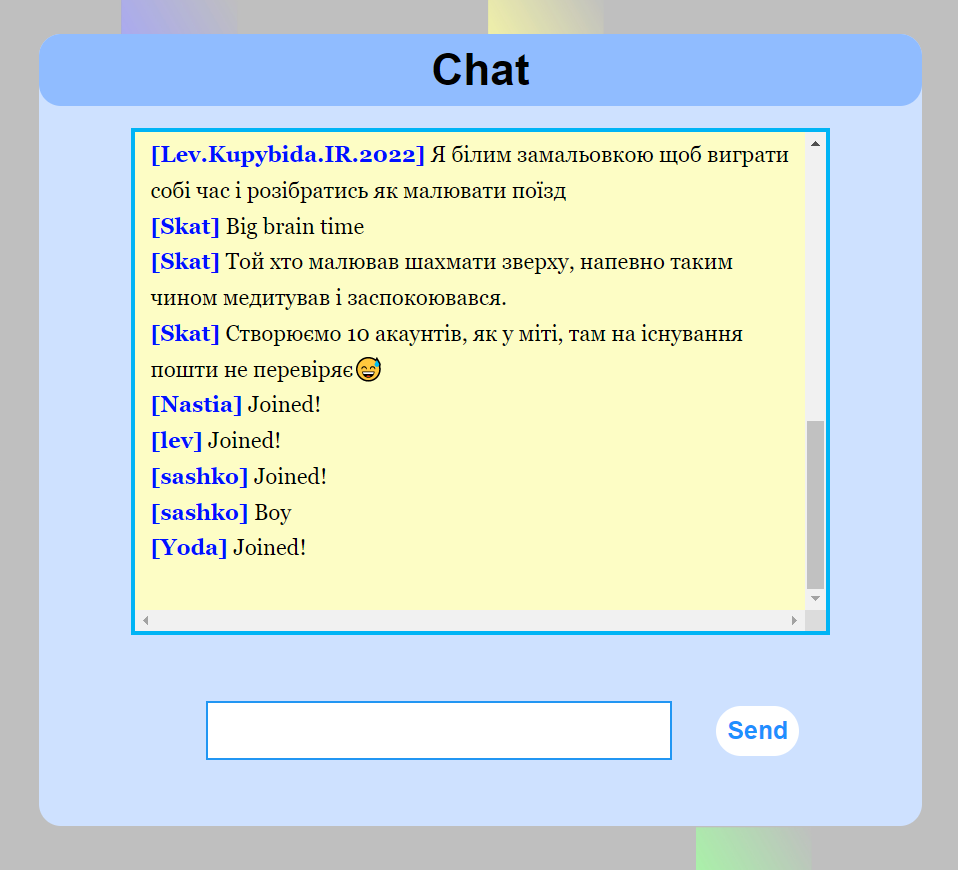 Chat
[Lev.Kupybida.IR.2022] Я білим замальовкою щоб виграти
собі час і розібратись як малювати поїзд
[Skat] Big brain time
[Skat] Той хто малював шахмати зверху, напевно таким
чином медитував і заспокоювався.
[Skat] Створюємо 10 акаунтів, як у міті, там на існування
пошти не перевіряє😅
[Nastia] Joined!
[lev] Joined!
[sashko] Joined!
[sashko] Boy
[Yoda] Joined!
Send